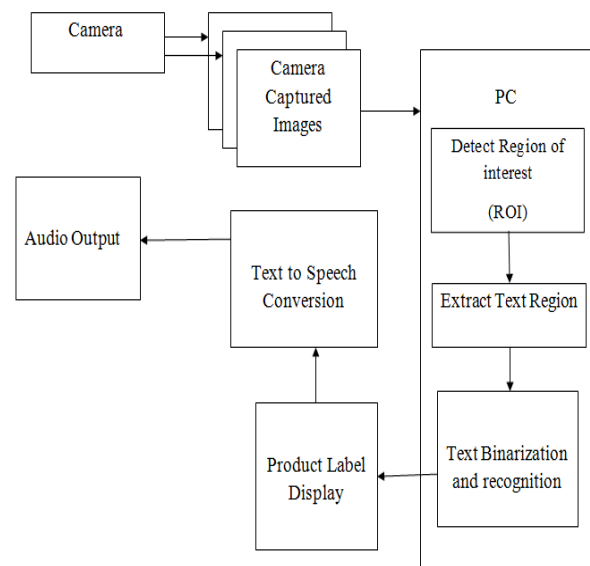 Camera
Camera
Captured
Images
PC
Detect Region of
interest
(ROI)
Extract Text Region
Text Binarization
and recognition
Product Label
Display
Text to Speech
Conversion
Audio Output